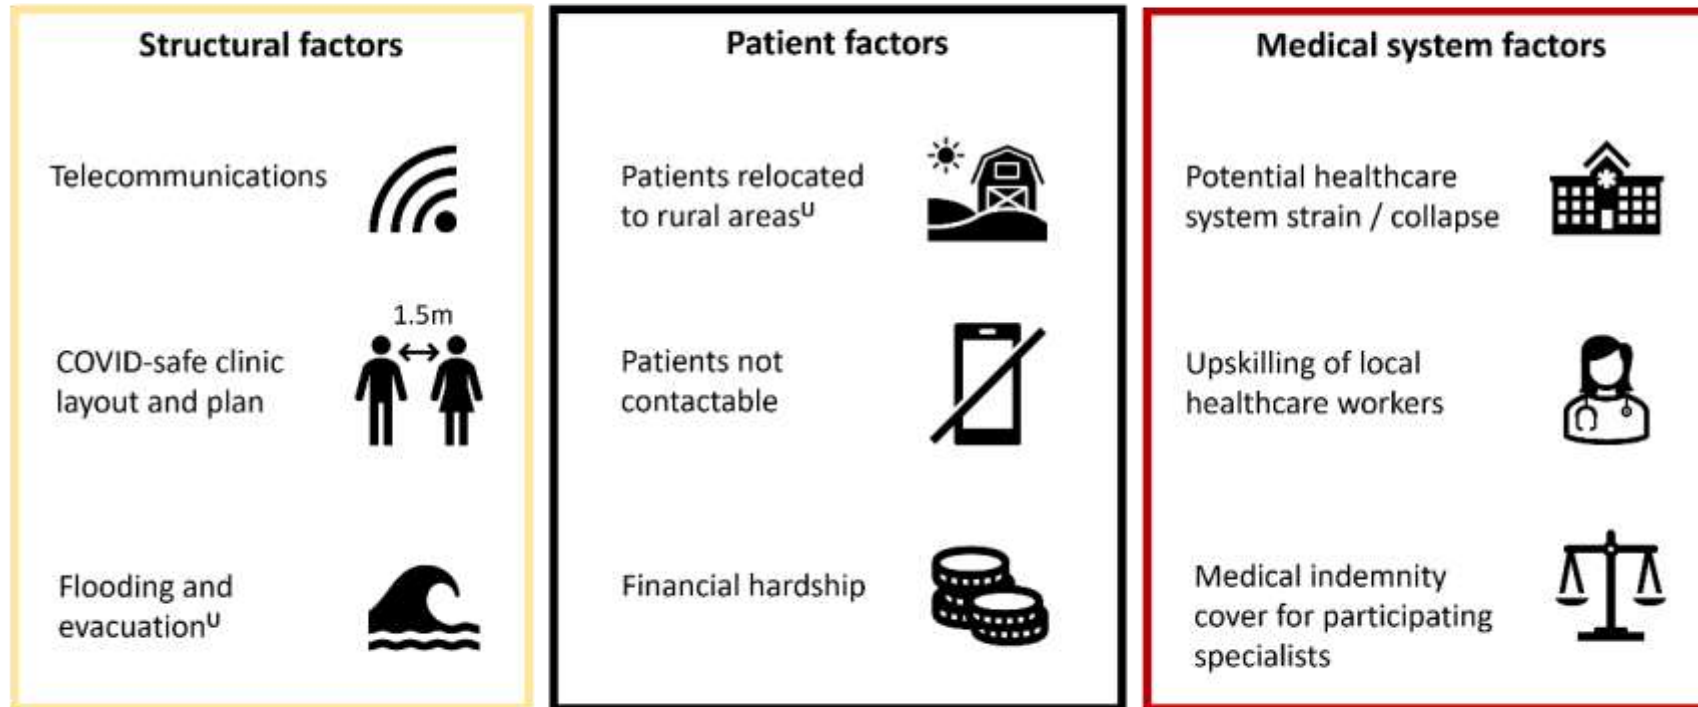 Structural factors
Telecommunications
1.5m
COVID-safe clinic
layout and plan
Flooding and
evacuationᵁ
Patient factors
Patients relocated
to rural areasᵁ
Patients not
contactable
Financial hardship
Medical system factors
Potential healthcare
system strain / collapse
Upskilling of local
healthcare workers
Medical indemnity
cover for participating
specialists